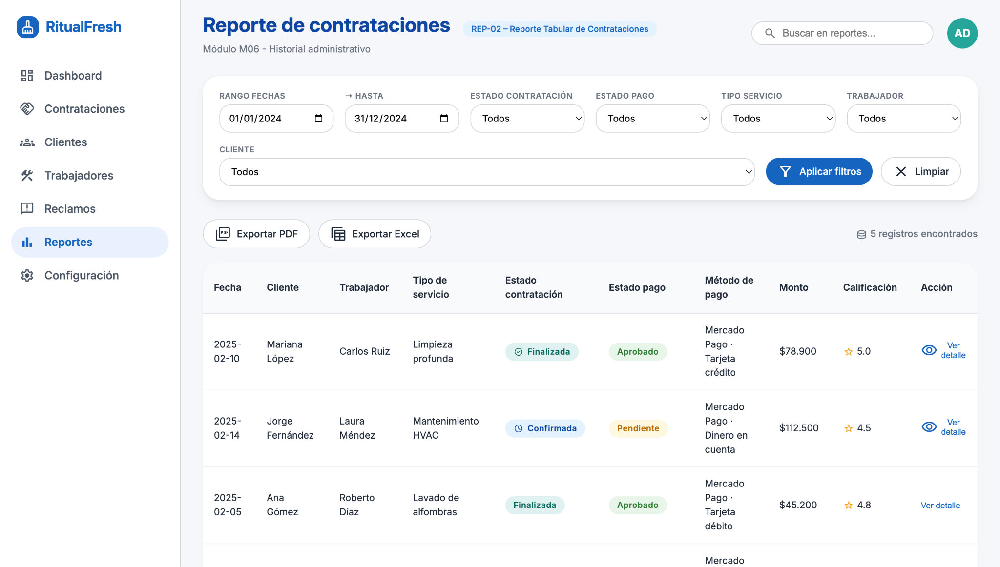 RitualFresh
Dashboard
Contrataciones
Clientes
Trabajadores
Reclamos
Reportes
Configuración
Reporte de contrataciones
REP-02 – Reporte Tabular de Contrataciones
Módulo M06 - Historial administrativo
Buscar en reportes...
AD
RANGO FECHAS
→ HASTA
ESTADO CONTRATACIÓN
ESTADO PAGO
TIPO SERVICIO
TRABAJADOR
01/01/2024
31/12/2024
Todos
Todos
Todos
Todos
CLIENTE
Todos
Aplicar filtros
Limpiar
PDF
Exportar PDF
Exportar Excel
5 registros encontrados
Fecha
Cliente
Trabajador
Tipo de
servicio
Estado
contratación
Estado pago
Método de
pago
Monto
Calificación
Acción
2025-
02-10
Mariana
López
Carlos Ruiz
Limpieza
profunda
Finalizada
Aprobado
Mercado
Pago ·
Tarjeta
crédito
$78.900
5.0
Ver
detalle
2025-
02-14
Jorge
Fernández
Laura
Méndez
Mantenimiento
HVAC
Confirmada
Pendiente
Mercado
Pago ·
Dinero en
cuenta
$112.500
4.5
Ver
detalle
2025-
02-05
Ana
Gómez
Roberto
Díaz
Lavado de
alfombras
Finalizada
Aprobado
Mercado
Pago ·
Tarjeta
débito
$45.200
4.8
Ver detalle
Mercado